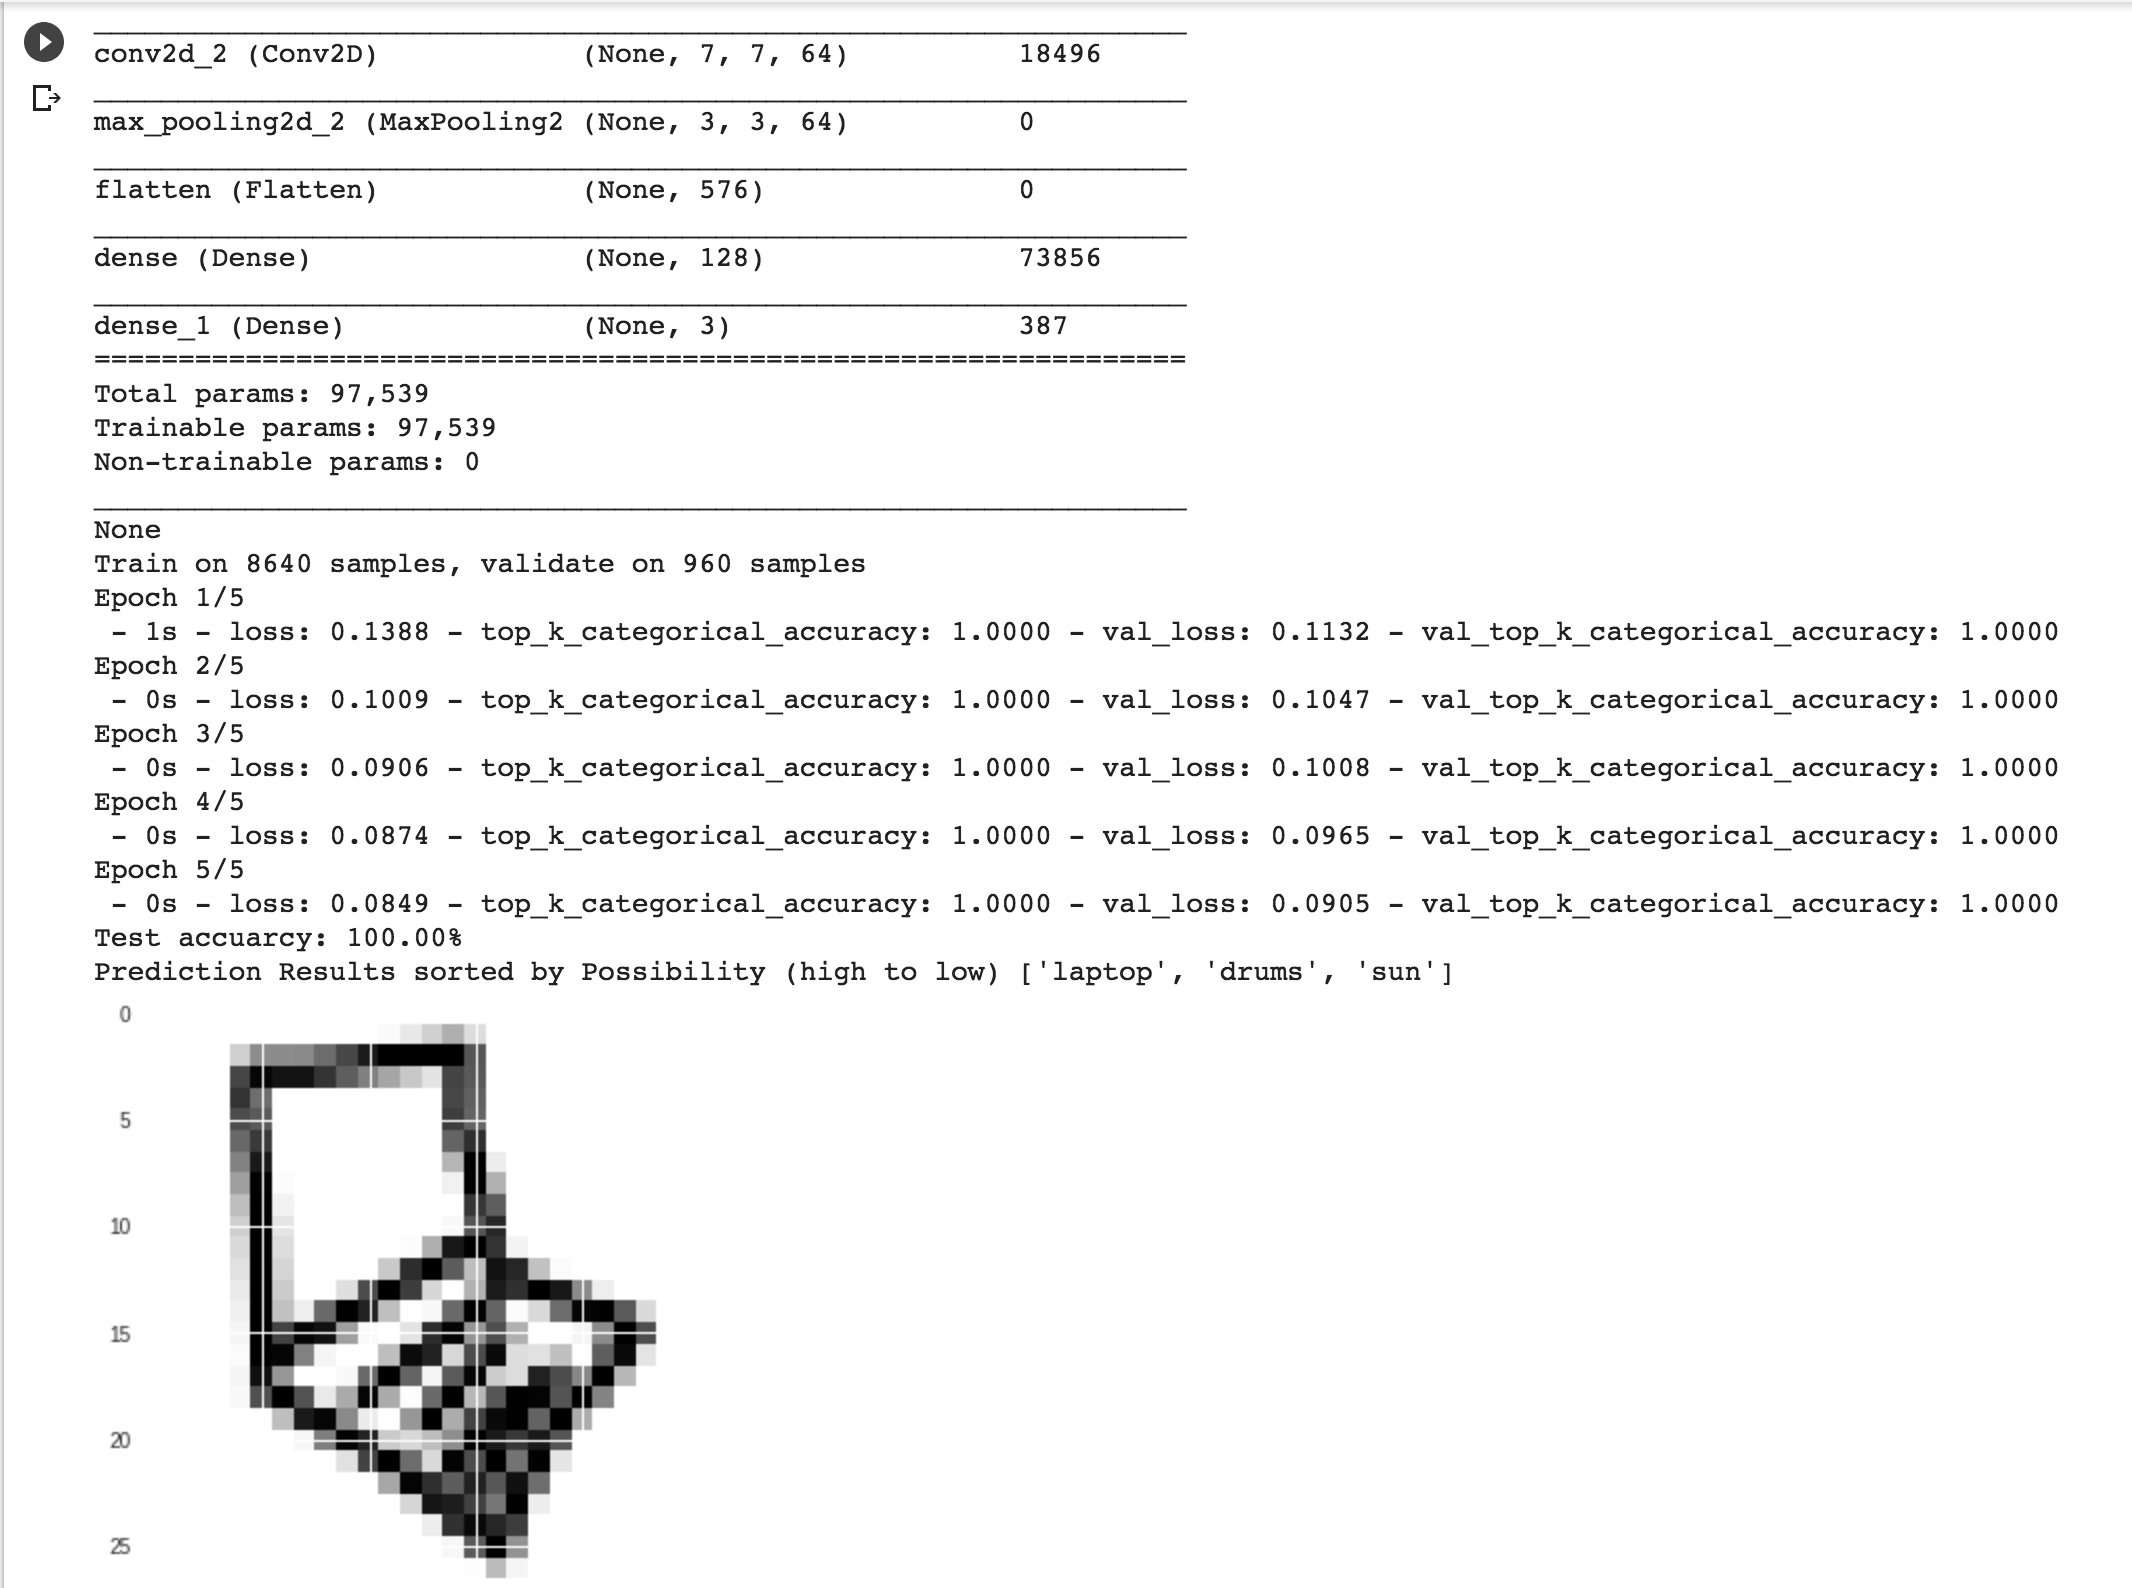 conv2d_2 (Conv2D) (None, 7, 7, 64) 18496
max_pooling2d_2 (MaxPooling2 (None, 3, 3, 64) 0
flatten (Flatten) (None, 576) 0
dense (Dense) (None, 128) 73856
dense_1 (Dense) (None, 3) 387
=================================================================
Total params: 97,539
Trainable params: 97,539
Non-trainable params: 0
None
Train on 8640 samples, validate on 960 samples
Epoch 1/5
- 1s - loss: 0.1388 - top_k_categorical_accuracy: 1.0000 - val_loss: 0.1132 - val_top_k_categorical_accuracy: 1.0000
Epoch 2/5
- 0s - loss: 0.1009 - top_k_categorical_accuracy: 1.0000 - val_loss: 0.1047 - val_top_k_categorical_accuracy: 1.0000
Epoch 3/5
- 0s - loss: 0.0906 - top_k_categorical_accuracy: 1.0000 - val_loss: 0.1008 - val_top_k_categorical_accuracy: 1.0000
Epoch 4/5
- 0s - loss: 0.0874 - top_k_categorical_accuracy: 1.0000 - val_loss: 0.0965 - val_top_k_categorical_accuracy: 1.0000
Epoch 5/5
- 0s - loss: 0.0849 - top_k_categorical_accuracy: 1.0000 - val_loss: 0.0905 - val_top_k_categorical_accuracy: 1.0000
Test accuarcy: 100.00%
Prediction Results sorted by Possibility (high to low) ['laptop', 'drums', 'sun']
0
5
10
15
20
25